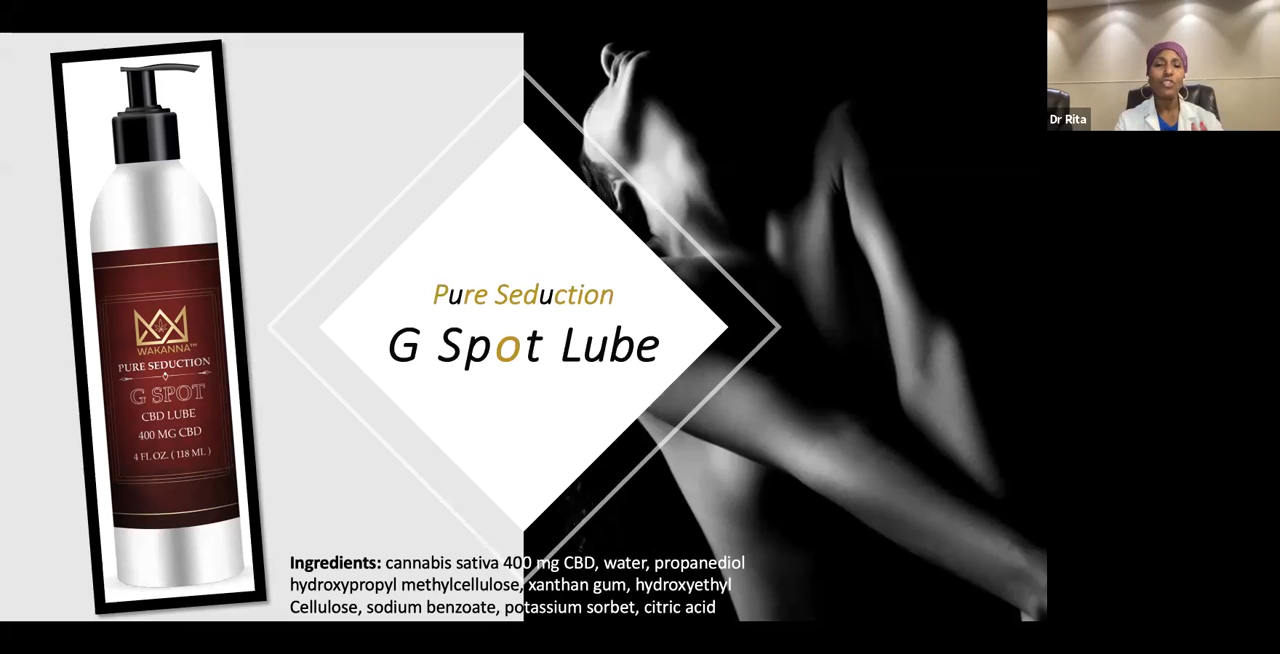 WAKANNA™
PURE SEDUCTION
G SPOT
CBD LUBE
400 MG CBD
4 FL OZ. ( 118 ML )
Pure Seduction
G Spot Lube
Ingredients: cannabis sativa 400 mg CBD, water, propanediol
hydroxypropyl methylcellulose, xanthan gum, hydroxyethyl
Cellulose, sodium benzoate, potassium sorbet, citric acid
Dr Rita